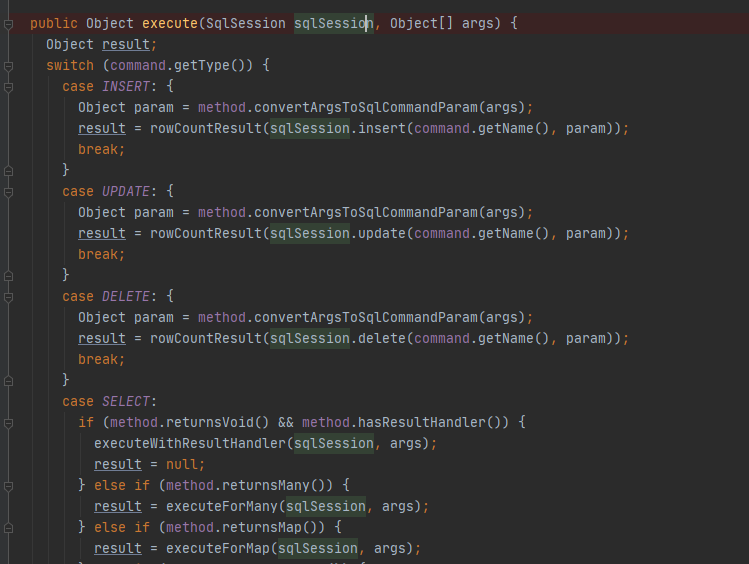 public Object execute(SqlSession sqlSession, Object[] args) {
Object result;
switch (command.getType()) {
case INSERT: {
Object param = method.convertArgsToSqlCommandParam(args);
result = rowCountResult(sqlSession.insert(command.getName(), param));
break;
}
case UPDATE: {
Object param = method.convertArgsToSqlCommandParam(args);
result = rowCountResult(sqlSession.update(command.getName(), param));
break;
}
case DELETE: {
Object param = method.convertArgsToSqlCommandParam(args);
result = rowCountResult(sqlSession.delete(command.getName(), param));
break;
}
case SELECT:
if (method.returnsVoid() && method.hasResultHandler()) {
executeWithResultHandler(sqlSession, args);
result = null;
} else if (method.returnsMany()) {
result = executeForMany(sqlSession, args);
} else if (method.returnsMap()) {
result = executeForMap(sqlSession, args);